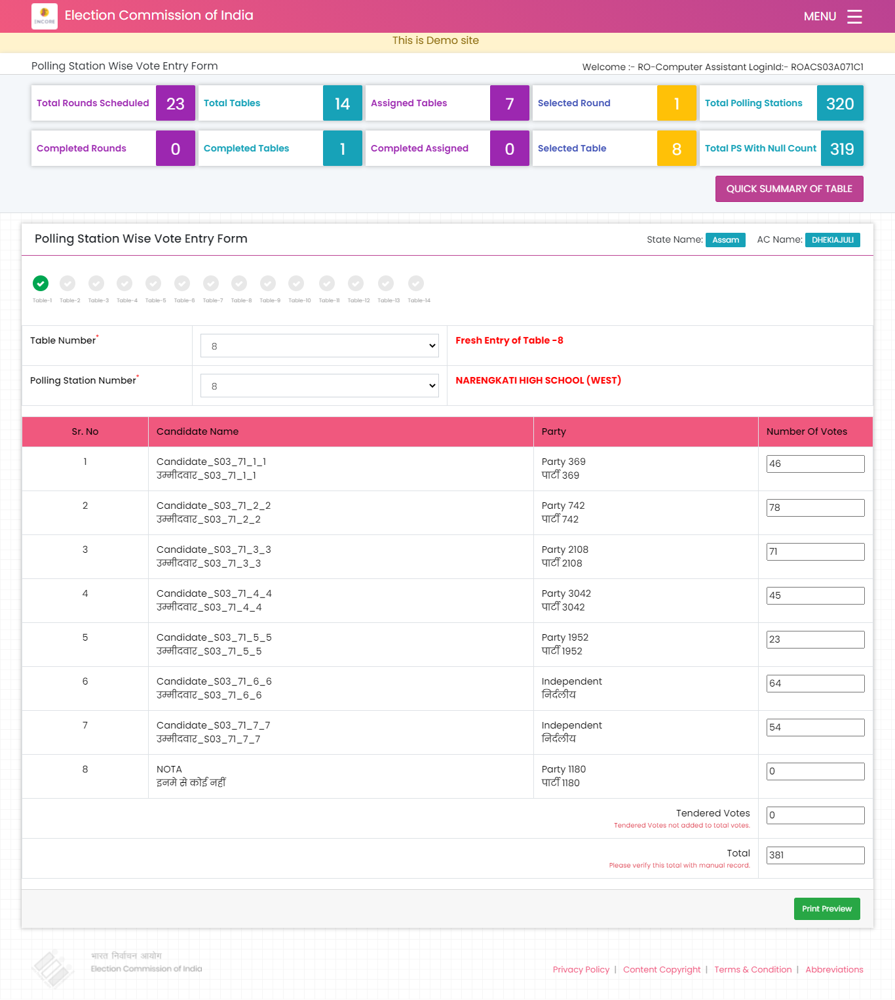 ENCORE
Election Commission of India
MENU
This is Demo site
Polling Station Wise Vote Entry Form
Welcome :- RO-Computer Assistant LoginId:- ROACS03A071C1
Total Rounds Scheduled 23
Total Tables 14
Assigned Tables 7
Selected Round 1
Total Polling Stations 320
Completed Rounds 0
Completed Tables 1
Completed Assigned 0
Selected Table 8
Total PS With Null Count 319
QUICK SUMMARY OF TABLE
Polling Station Wise Vote Entry Form
State Name: Assam AC Name: DHEKIAJULI
Table-1 Table-2 Table-3 Table-4 Table-5 Table-6 Table-7 Table-8 Table-9 Table-10 Table-11 Table-12 Table-13 Table-14
Table Number* 8 Fresh Entry of Table -8
Polling Station Number* 8 NARENGKATI HIGH SCHOOL (WEST)
Sr. No Candidate Name Party Number Of Votes
1 Candidate_S03_71_1_1 Party 369 46
उम्मीदवार_S03_71_1_1 पार्टी 369
2 Candidate_S03_71_2_2 Party 742 78
उम्मीदवार_S03_71_2_2 पार्टी 742
3 Candidate_S03_71_3_3 Party 2108 71
उम्मीदवार_S03_71_3_3 पार्टी 2108
4 Candidate_S03_71_4_4 Party 3042 45
उम्मीदवार_S03_71_4_4 पार्टी 3042
5 Candidate_S03_71_5_5 Party 1952 23
उम्मीदवार_S03_71_5_5 पार्टी 1952
6 Candidate_S03_71_6_6 Independent 64
उम्मीदवार_S03_71_6_6 निर्दलीय
7 Candidate_S03_71_7_7 Independent 54
उम्मीदवार_S03_71_7_7 निर्दलीय
8 NOTA Party 1180 0
इनमे से कोई नहीं पार्टी 1180
Tendered Votes 0
Tendered Votes not added to total votes.
Total 381
Please verify this total with manual record.
Print Preview
भारत निर्वाचन आयोग
Election Commission of India
Privacy Policy | Content Copyright | Terms & Condition | Abbreviations